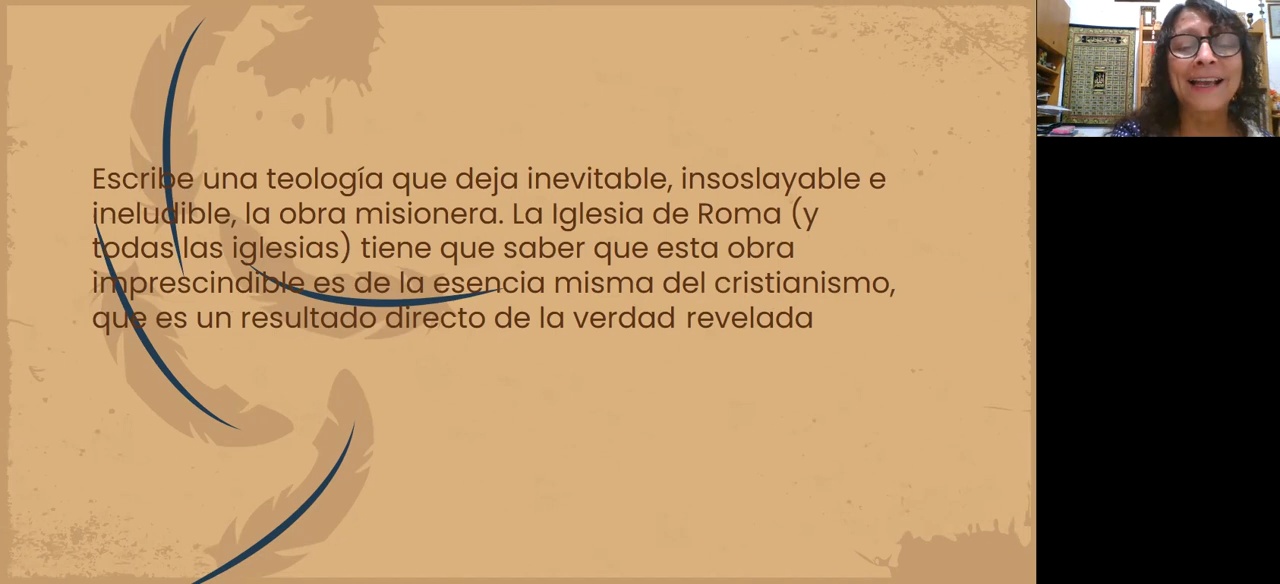 Escribe una teología que deja inevitable, insoslayable e
ineludible, la obra misionera. La Iglesia de Roma (y
todas las iglesias) tiene que saber que esta obra
imprescindible es de la esencia misma del cristianismo,
que es un resultado directo de la verdad revelada